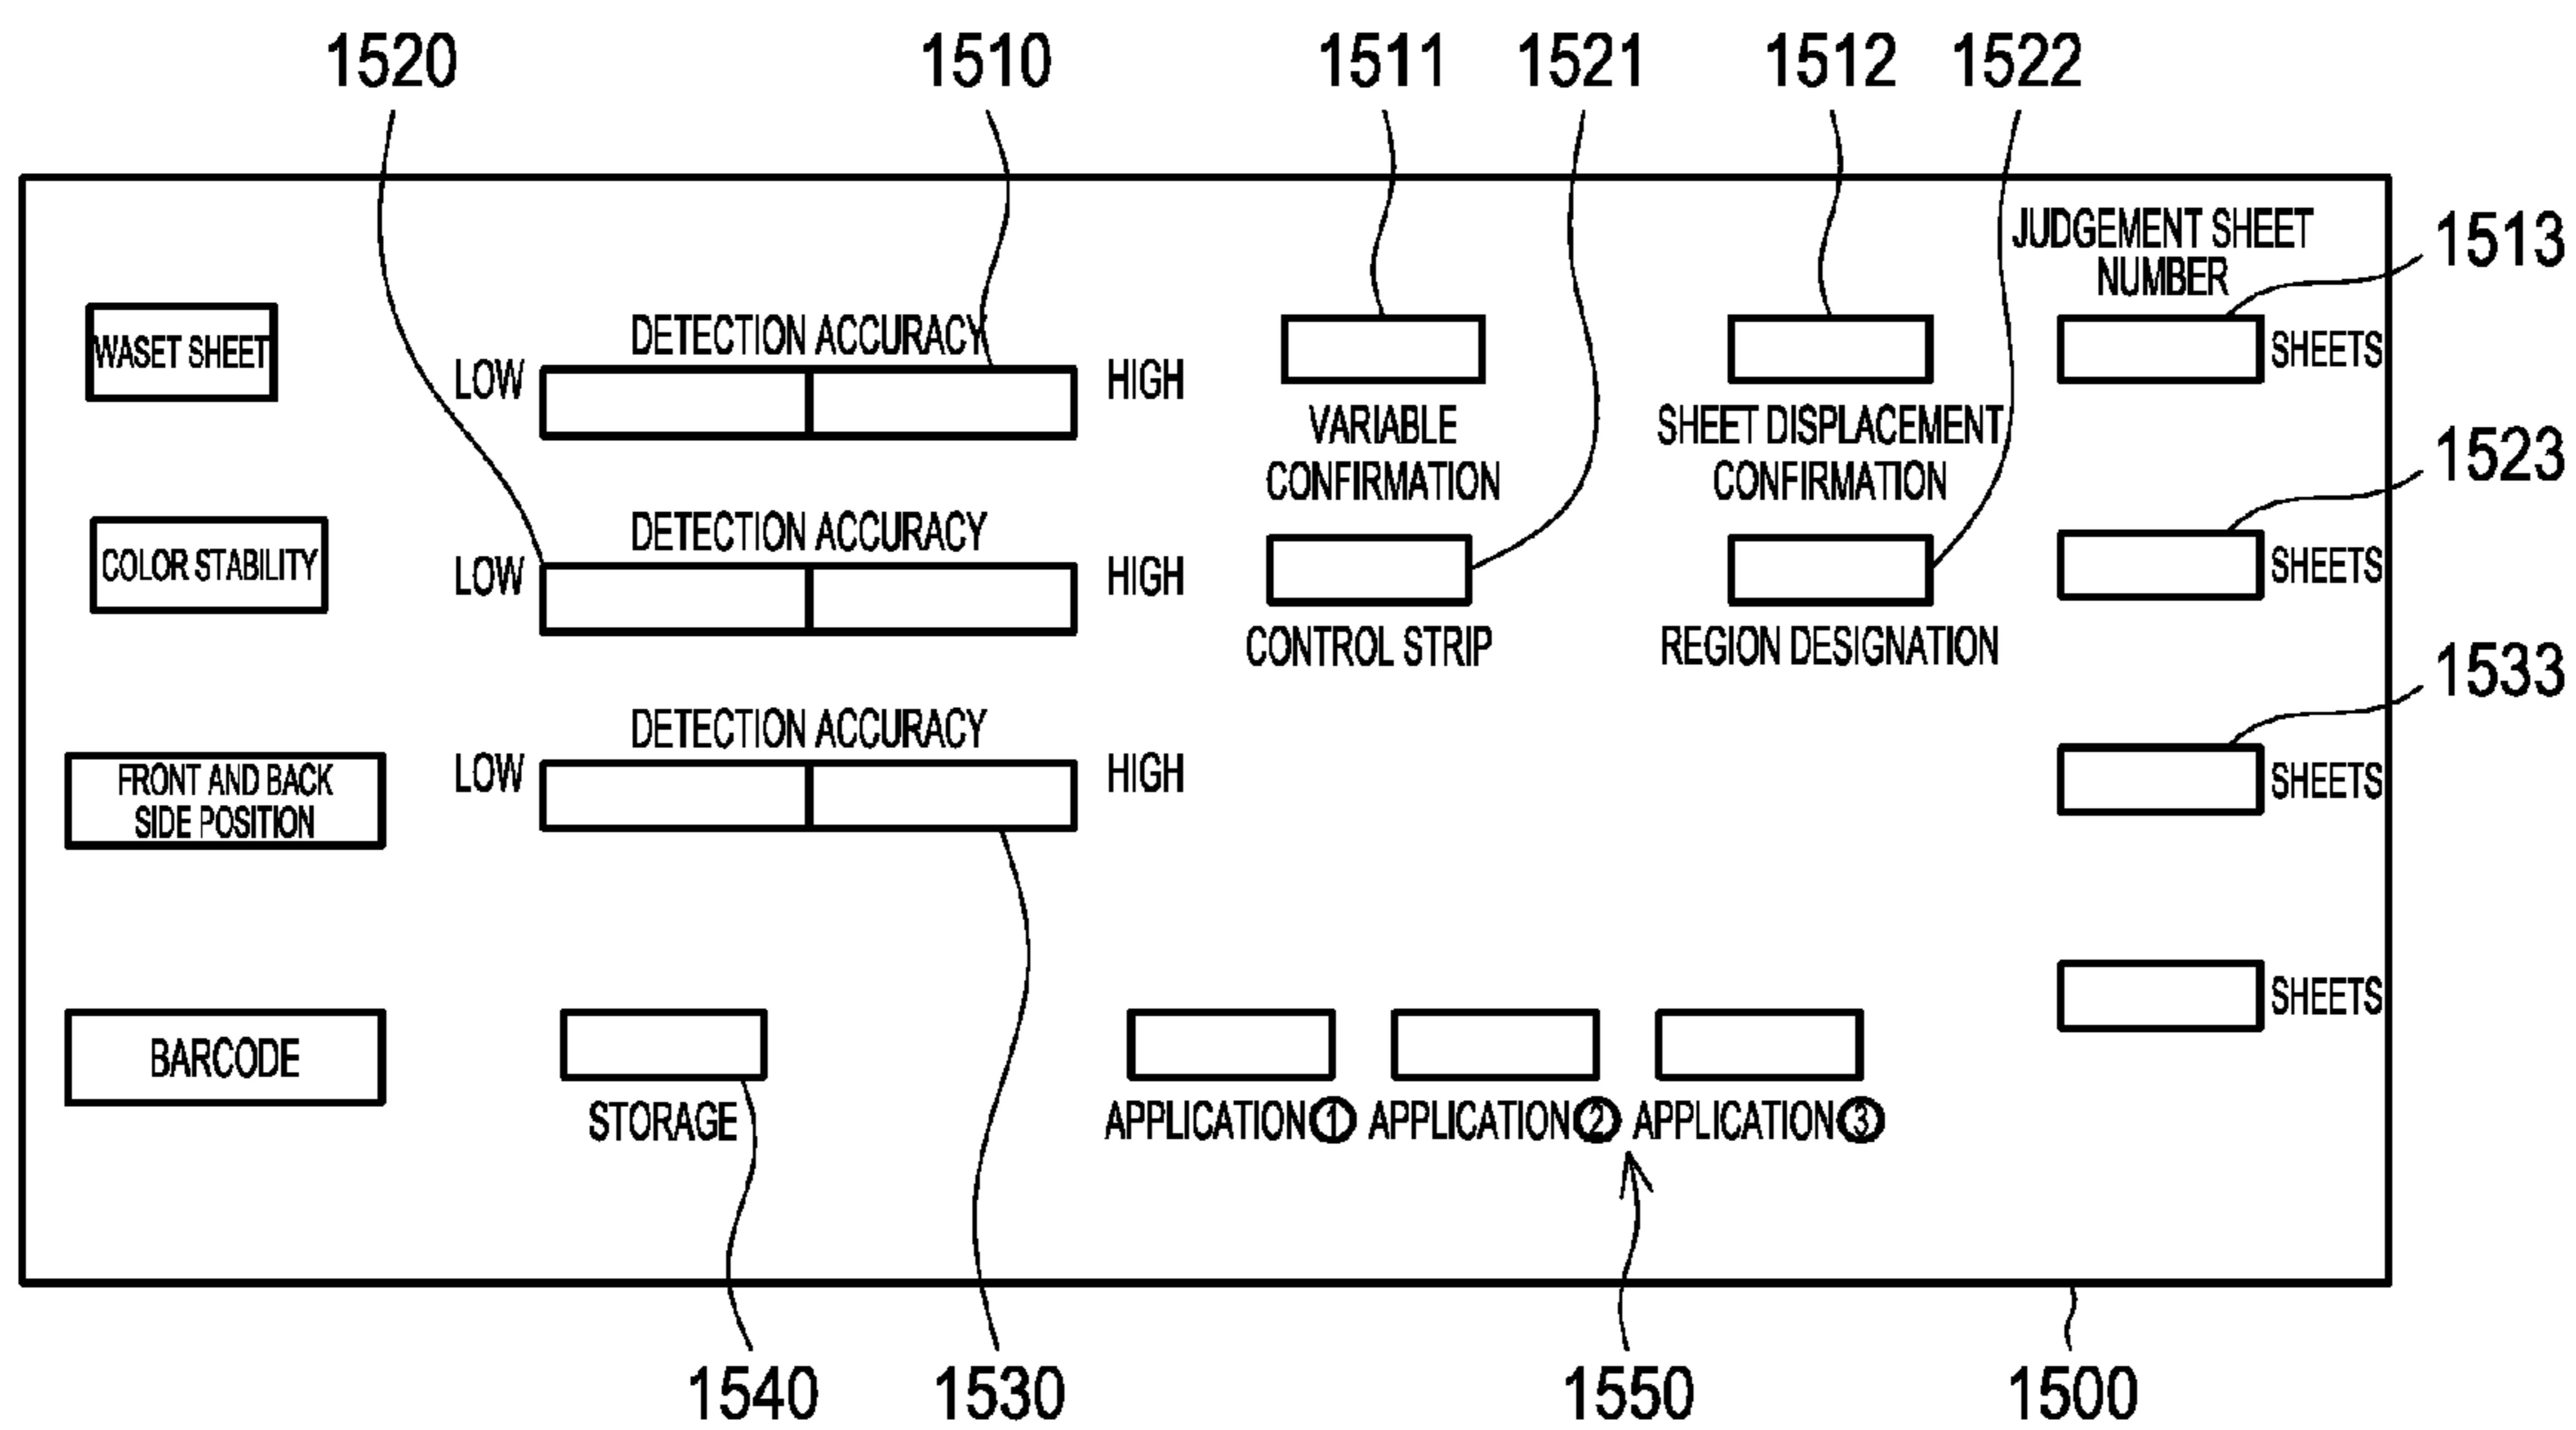 1520 1510 1511 1521 1512 1522
JUDGEMENT SHEET
NUMBER
1513
WASET SHEET
DETECTION ACCURACY
LOW HIGH
SHEETS
VARIABLE
CONFIRMATION
SHEET DISPLACEMENT
CONFIRMATION
1523
COLOR STABILITY
DETECTION ACCURACY
LOW HIGH
SHEETS
CONTROL STRIP
REGION DESIGNATION
1533
FRONT AND BACK
SIDE POSITION
DETECTION ACCURACY
LOW HIGH
SHEETS
BARCODE
STORAGE
APPLICATION① APPLICATION② APPLICATION③
SHEETS
1540 1530 1550 1500